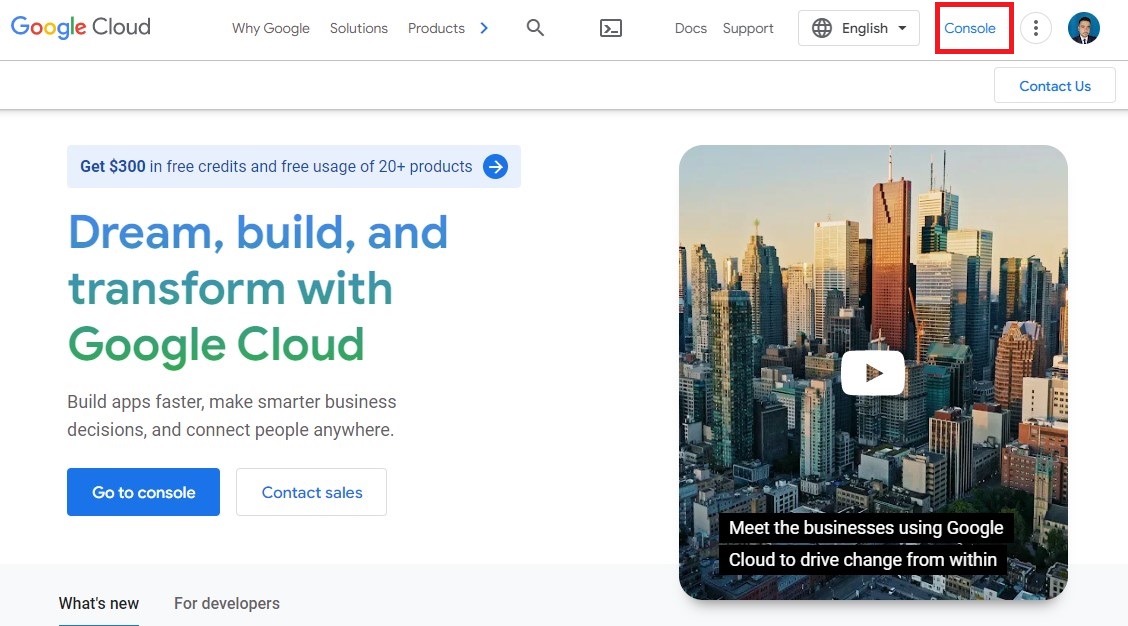 Google Cloud
Why Google
Solutions
Products
Docs
Support
English
Console
Contact Us
Get $300 in free credits and free usage of 20+ products
Dream, build, and
transform with
Google Cloud
Build apps faster, make smarter business
decisions, and connect people anywhere.
Go to console
Contact sales
Meet the businesses using Google
Cloud to drive change from within
What's new
For developers